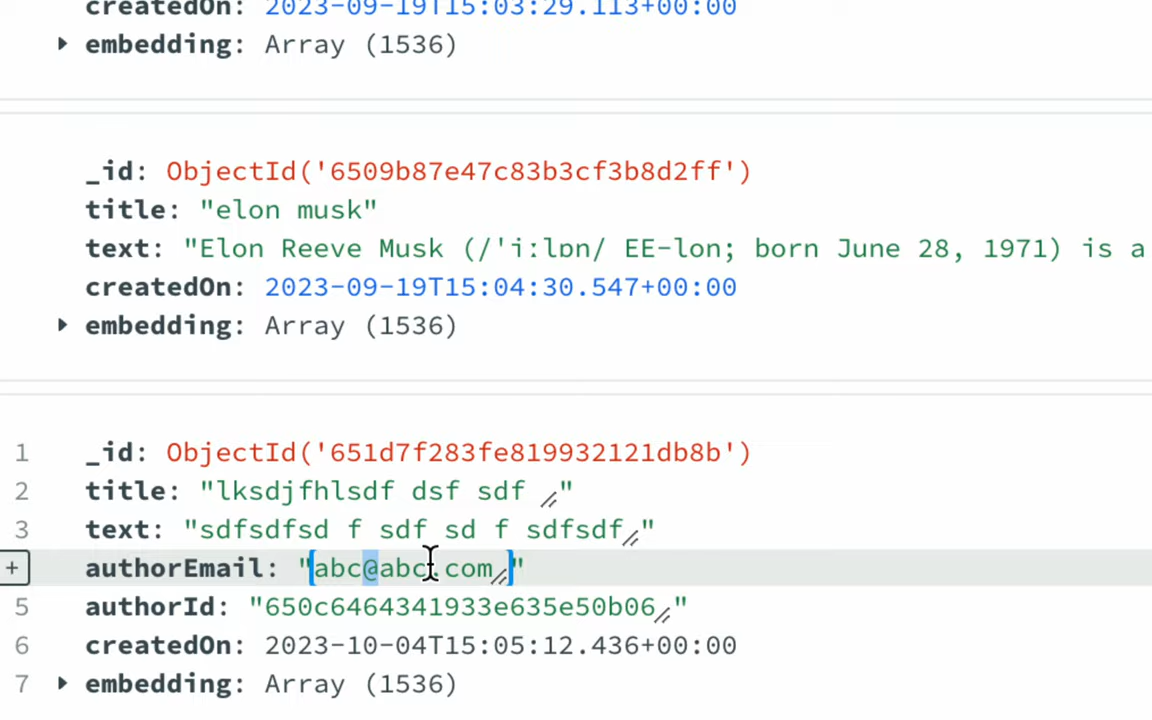 createdOn: 2023-09-19T15:03:29.113+00:00
embedding: Array (1536)
_id: ObjectId('6509b87e47c83b3cf3b8d2ff')
title: "elon musk"
text: "Elon Reeve Musk (/ˈiːlɒn/ EE-lon; born June 28, 1971) is a
createdOn: 2023-09-19T15:04:30.547+00:00
embedding: Array (1536)
1 _id: ObjectId('651d7f283fe819932121db8b')
2 title: "lksdjfhlsdf dsf sdf "
3 text: "sdfsdfsd f sdf sd f sdfsdf"
+ authorEmail: "abc@abc.com"
5 authorId: "650c6464341933e635e50b06"
6 createdOn: 2023-10-04T15:05:12.436+00:00
7 embedding: Array (1536)